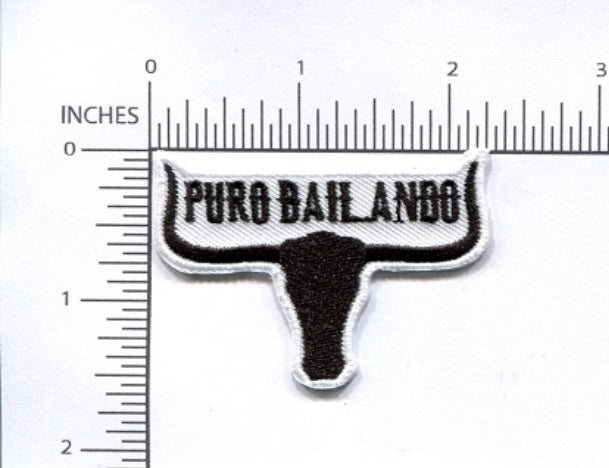 0 1 2 3
INCHES
0
PURO BAILANDO
1
2